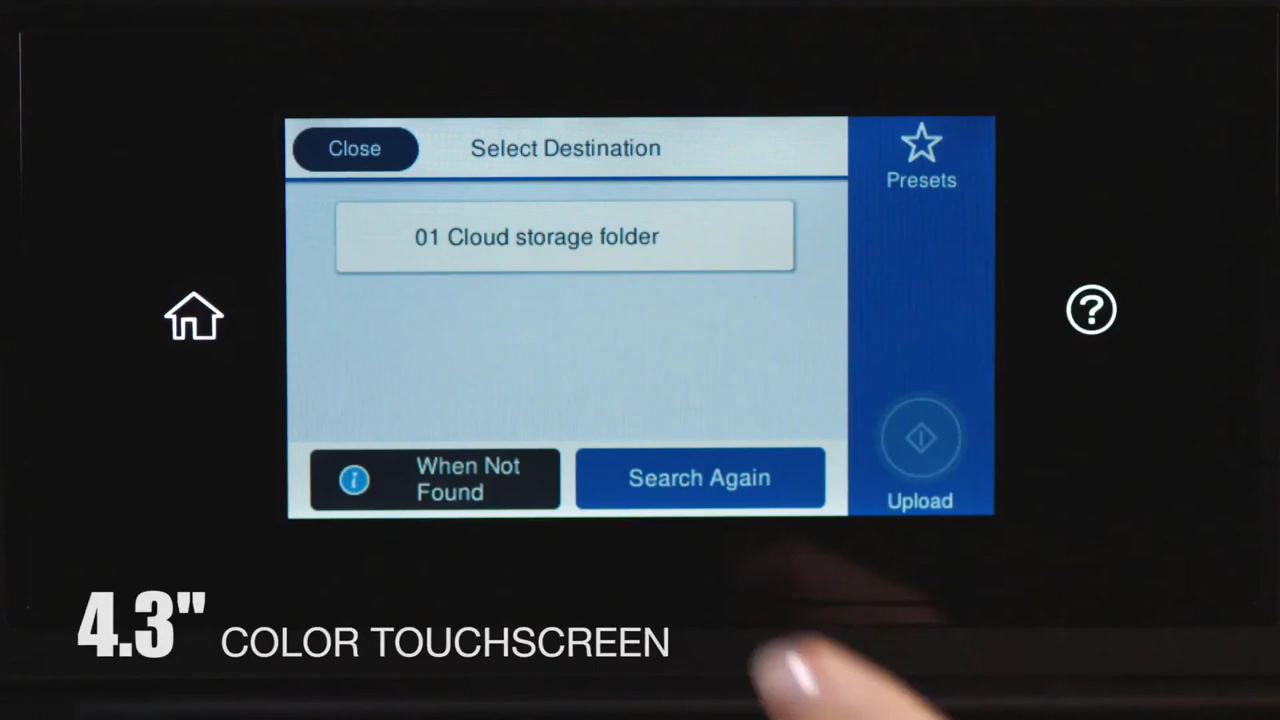 Close
Select Destination
Presets
01 Cloud storage folder
When Not
Found
Search Again
Upload
4.3" COLOR TOUCHSCREEN